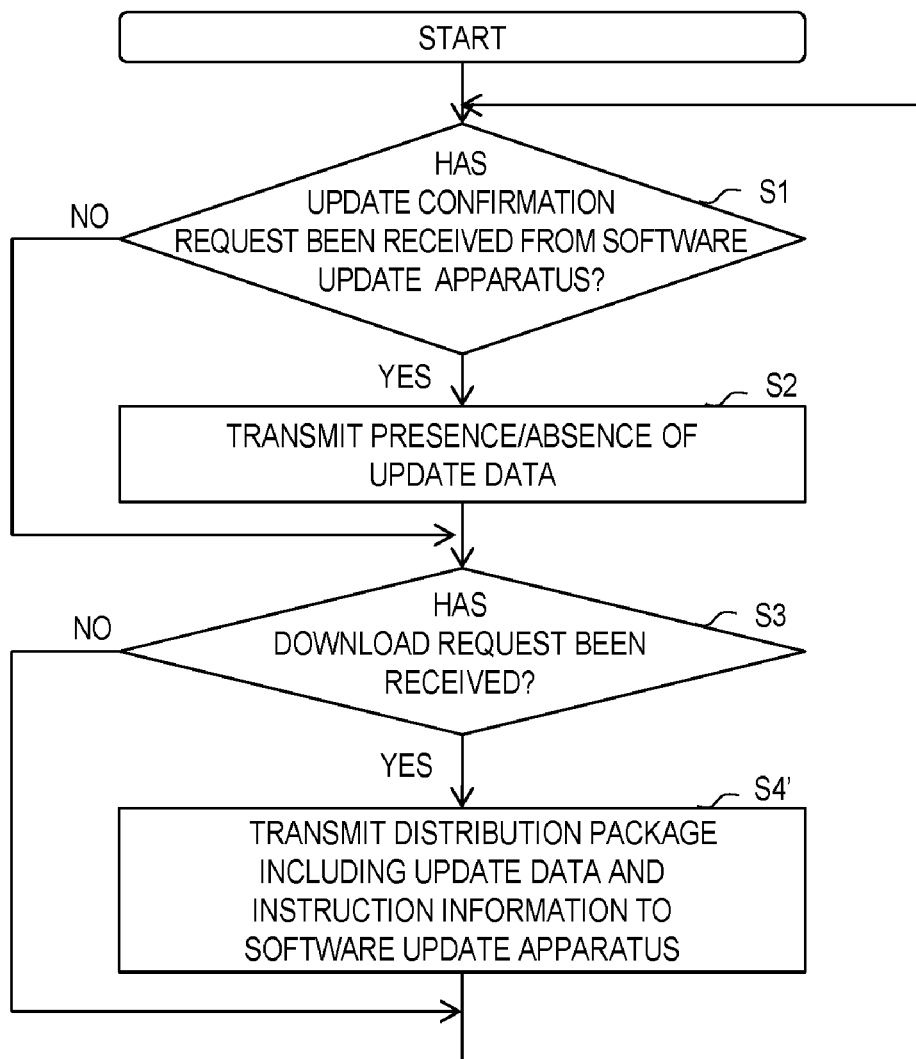 START
HAS
UPDATE CONFIRMATION
REQUEST BEEN RECEIVED FROM SOFTWARE
UPDATE APPARATUS?
S1
NO
YES
S2
TRANSMIT PRESENCE/ABSENCE OF
UPDATE DATA
HAS
DOWNLOAD REQUEST BEEN
RECEIVED?
S3
NO
YES
S4'
TRANSMIT DISTRIBUTION PACKAGE
INCLUDING UPDATE DATA AND
INSTRUCTION INFORMATION TO
SOFTWARE UPDATE APPARATUS